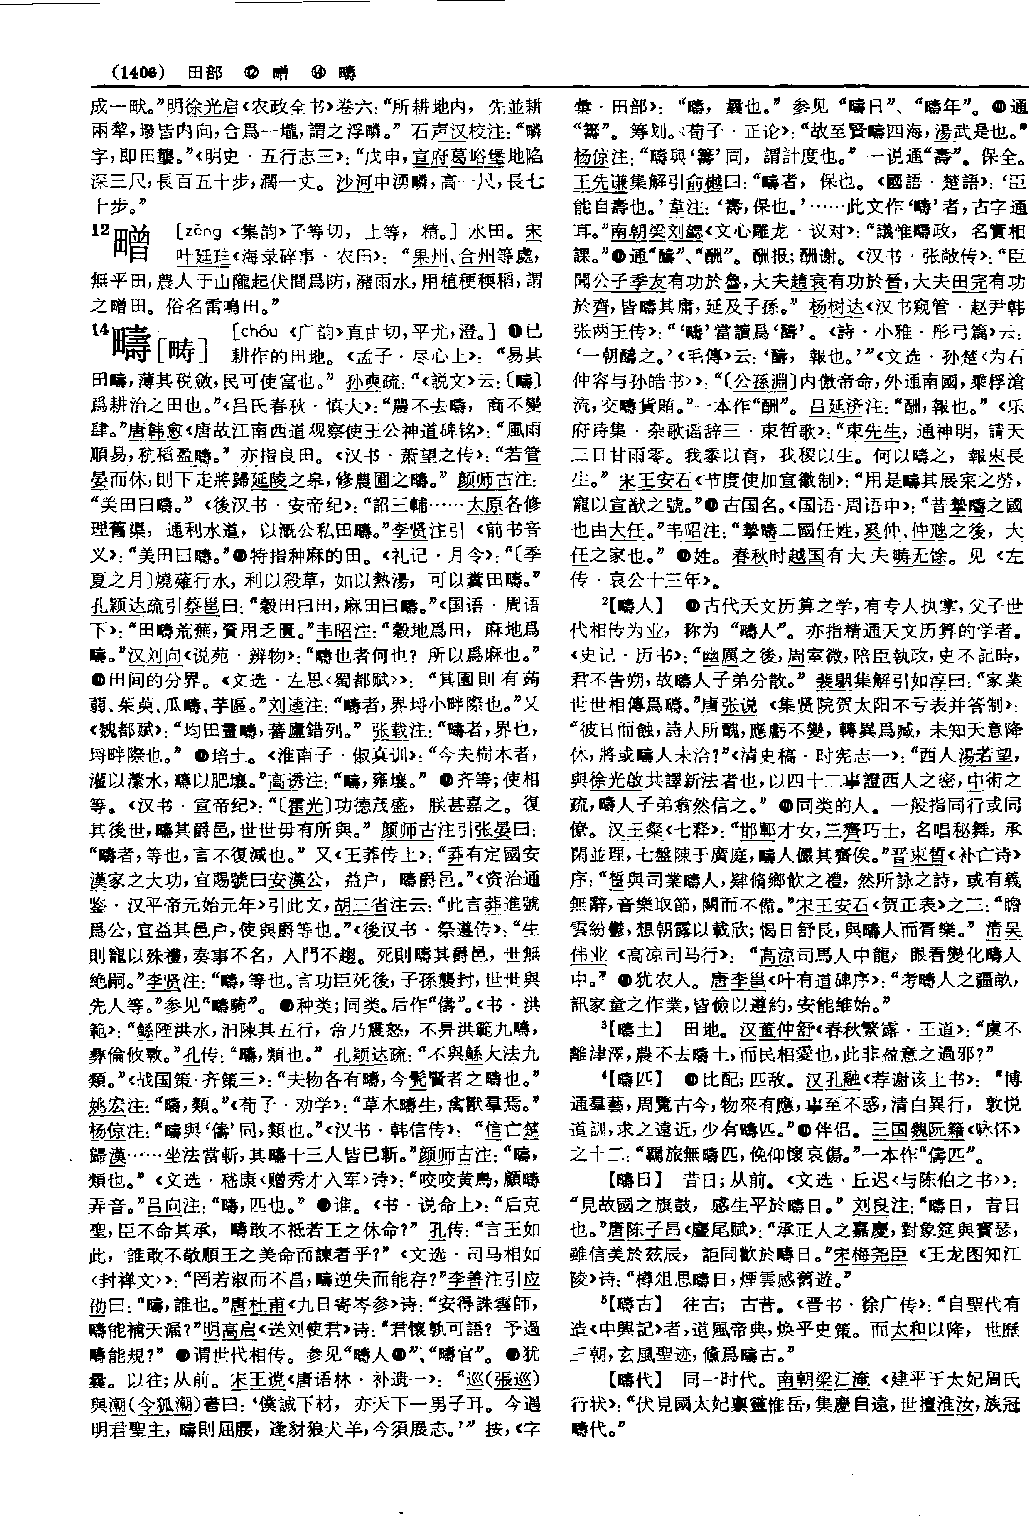 (1406) 田部 ⑫ 䎖 ⑭ 疇
成一畎。”明徐光启《农政全书》卷六:“所耕地内, 先並耕
兩犂,墢皆内向,合爲一壠,謂之浮疄。” 石声汉校注:“疄
字,即田壟。”《明史·五行志三》:“戊申,宣府葛峪堡地陷
深三尺,長百五十步,濶一丈。沙河中湧疄,高一尺,長七
十步。”
12 [zēng 《集韵》子等切, 上等, 精。] 水田。宋
叶廷珪《海录碎事·农田》: “果州、合州等處,
無平田,農人于山隴起伏間爲防,瀦雨水,用植粳稬稻,謂
之䎖田。俗名雷鳴田。”
14 疇[畴] [chóu 《广韵》直由切,平尤,澄。] ❶已
耕作的田地。《孟子·尽心上》: “易其
田疇,薄其税斂,民可使富也。” 孙奭疏:“《説文》云:〔疇〕
爲耕治之田也。”《吕氏春秋·慎大》:“農不去疇, 商不變
肆。”唐韩愈《唐故江南西道观察使王公神道碑铭》:“風雨
順易,秔稻盈疇。” 亦指良田。《汉书·萧望之传》:“若管
晏而休,則下走將歸延陵之皋,修農圃之疇。” 颜师古注:
“美田曰疇。” 《後汉书·安帝纪》:“詔三輔……太原各修
理舊渠, 通利水道, 以溉公私田疇。”李贤注引《前书音
义》:“美田曰疇。”❷特指种麻的田。《礼记·月令》:“〔季
夏之月〕燒薙行水,利以殺草,如以熱湯,可以糞田疇。”
孔颖达疏引蔡邕曰:“穀田曰田,麻田曰疇。”《国语·周语
下》:“田疇荒蕪,資用乏匱。”韦昭注:“穀地爲田, 麻地爲
疇。”汉刘向《说苑·辨物》:“疇也者何也? 所以爲麻也。”
❸田间的分界。《文选·左思〈蜀都赋〉》: “其園則有蒟
蒻、茱萸、瓜疇、芋區。”刘逵注:“疇者,界埒小畔際也。”又
《魏都赋》:“均田畫疇,蕃廬錯列。” 张载注:“疇者,界也,
埒畔際也。” ❹培土。《淮南子·俶真训》:“今夫樹木者,
灌以瀿水,疇以肥壤。”高诱注:“疇,雍壤。” ❺齐等;使相
等。《汉书·宣帝纪》:“〔霍光〕功德茂盛, 朕甚嘉之。復
其後世,疇其爵邑,世世毋有所與。” 颜师古注引张晏曰:
“疇者,等也,言不復減也。” 又《王莽传上》:“莽有定國安
漢家之大功,宜賜號曰安漢公, 益户, 疇爵邑。”《资治通
鉴·汉平帝元始元年》引此文,胡三省注云:“此言莽進號
爲公,宜益其邑户,使與爵等也。”《後汉书·祭遵传》:“生
則寵以殊禮,奏事不名,入門不趨。死則疇其爵邑,世無
絶嗣。”李贤注:“疇,等也。言功臣死後,子孫襲封,世世與
先人等。”参见“疇騎”。 ❻种类;同类。后作“儔”。《书·洪
範》:“鯀陻洪水,汩陳其五行,帝乃震怒,不畀洪範九疇,
彝倫攸斁。”孔传:“疇,類也。” 孔颖达疏:“不與鯀大法九
類。”《战国策·齐策三》:“夫物各有疇,今髡賢者之疇也。”
姚宏注:“疇,類。”《荀子·劝学》:“草木疇生,禽獸羣焉。”
杨倞注:“疇與‘儔’同,類也。”《汉书·韩信传》: “信亡楚
歸漢……坐法當斬,其疇十三人皆已斬。”颜师古注:“疇,
類也。” 《文选·嵇康〈赠秀才入军〉诗》:“咬咬黄鳥,顧疇
弄音。”吕向注:“疇,匹也。” ❼谁。《书·说命上》:“后克
聖,臣不命其承, 疇敢不祗若王之休命?” 孔传:“言王如
此, 誰敢不敬順王之美命而諫者乎?” 《文选·司马相如
〈封禅文〉》:“罔若淑而不昌,疇逆失而能存?”李善注引应
劭曰:“疇,誰也。”唐杜甫《九日寄岑参》诗:“安得誅雲師,
疇能補天漏?”明高启《送刘使君》诗:“君懷孰可語? 予過
疇能規?” ❽谓世代相传。参见“疇人❶”、“疇官”。 ❾犹
曩。以往;从前。宋王谠《唐语林·补遗一》: “巡(張巡)
與潮(令狐潮)書曰:‘僕誠下材, 亦天下一男子耳。今遇
明君聖主, 疇則屈腰, 逢豺狼犬羊,今須展志。’” 按,《字
彙·田部》: “疇,曩也。” 参见 “疇日”、“疇年”。❿通
“籌”。筹划。《荀子·正论》:“故至賢疇四海,湯武是也。”
杨倞注:“疇與‘籌’同, 謂計度也。” 一说通“壽”。保全。
王先谦集解引俞樾曰:“疇者, 保也。《國語·楚語》:‘臣
能自壽也。’韋注:‘壽,保也。’……此文作‘疇’者,古字通
耳。”南朝梁刘勰《文心雕龙·议对》:“議惟疇政, 名實相
課。”⓫通“醻”、“酬”。酬报;酬谢。《汉书·张敞传》:“臣
聞公子季友有功於魯,大夫趙衰有功於晉,大夫田完有功
於齊,皆疇其庸,延及子孫。” 杨树达《汉书窥管·赵尹韩
张两王传》:“‘疇’當讀爲‘醻’。《詩·小雅·彤弓篇》云:
‘一朝醻之。’《毛傳》云:‘醻, 報也。’”《文选·孙楚〈为石
仲容与孙皓书〉》:“〔公孫淵〕内傲帝命,外通南國,乘桴滄
流,交疇貨賄。”一本作“酬”。 吕延济注:“酬,報也。” 《乐
府诗集·杂歌谣辞三·束晳歌》:“束先生, 通神明, 請天
三日甘雨零。我黍以育, 我稷以生。何以疇之, 報束長
生。” 宋王安石《节度使加宣徽制》:“用是疇其展寀之勞,
寵以宣猷之號。”⓬古国名。《国语·周语中》:“昔摯疇之國
也由大任。”韦昭注:“摯疇二國任姓,奚仲、仲虺之後,大
任之家也。” ⓭姓。春秋时越国有大夫疇无馀。见《左
传·哀公十三年》。
2【疇人】 ❶古代天文历算之学,有专人执掌,父子世
代相传为业, 称为 “疇人”。亦指精通天文历算的学者。
《史记·历书》:“幽厲之後,周室微,陪臣執政,史不記時,
君不告朔,故疇人子弟分散。” 裴駰集解引如淳曰:“家業
世世相傳爲疇。”唐张说《集贤院贺太阳不亏表并答制》:
“彼日而蝕,詩人所醜,應虧不變,轉異爲臧,未知天意降
休,將或疇人未洽?”《清史稿·时宪志一》:“西人湯若望,
與徐光啟共譯新法者也,以四十二事證西人之密,中術之
疏,疇人子弟翕然信之。” ❷同类的人。一般指同行或同
僚。汉王粲《七释》:“邯鄲才女,三齊巧士, 名唱秘舞, 承
閑並理,七盤陳于廣庭,疇人儼其齊俟。”晋束晳《补亡诗》
序:“晳與司業疇人,肄脩鄉飲之禮, 然所詠之詩,或有義
無辭,音樂取節,闕而不備。”宋王安石《贺正表》之二:“瞻
雲紛鬱,想朝露以載欣;愒日舒長,與疇人而胥樂。” 清吴
伟业《高凉司马行》: “高凉司馬人中龍, 眼看變化疇人
中。” ❸犹农人。唐李邕《叶有道碑序》:“考疇人之疆畝,
訊家童之作業,皆儉以遵約,安能維始。”
3【疇土】 田地。汉董仲舒《春秋繁露·王道》:“虞不
離津澤,農不去疇土,而民相愛也,此非盈意之過邪?”
4【疇匹】 ❶比配;匹敌。汉孔融《荐谢该上书》: “博
通羣藝,周覽古今,物來有應,事至不惑,清白異行, 敦悦
道訓,求之遠近,少有疇匹。”❷伴侣。三国魏阮籍《咏怀》
之十二:“羈旅無疇匹,俛仰懷哀傷。”一本作“儔匹”。
【疇日】 昔日;从前。《文选·丘迟〈与陈伯之书〉》:
“見故國之旗鼓, 感生平於疇日。” 刘良注:“疇日, 昔日
也。”唐陈子昂《麈尾赋》:“承正人之嘉慶,對象筵與寳瑟,
雖信美於兹辰, 詎同歡於疇日。”宋梅尧臣《王龙图知江
陵》诗:“樽俎思疇日,煙雲感舊遊。”
5【疇古】 往古; 古昔。《晋书·徐广传》:“自聖代有
造《中興記》者,道風帝典,焕乎史策。而太和以降, 世歷
三朝,玄風聖迹,儵爲疇古。”
【疇代】 同一时代。南朝梁江淹《建平王太妃周氏
行状》:“伏見國太妃稟靈惟岳,集慶自遠,世擅淮汝,族冠
疇代。”